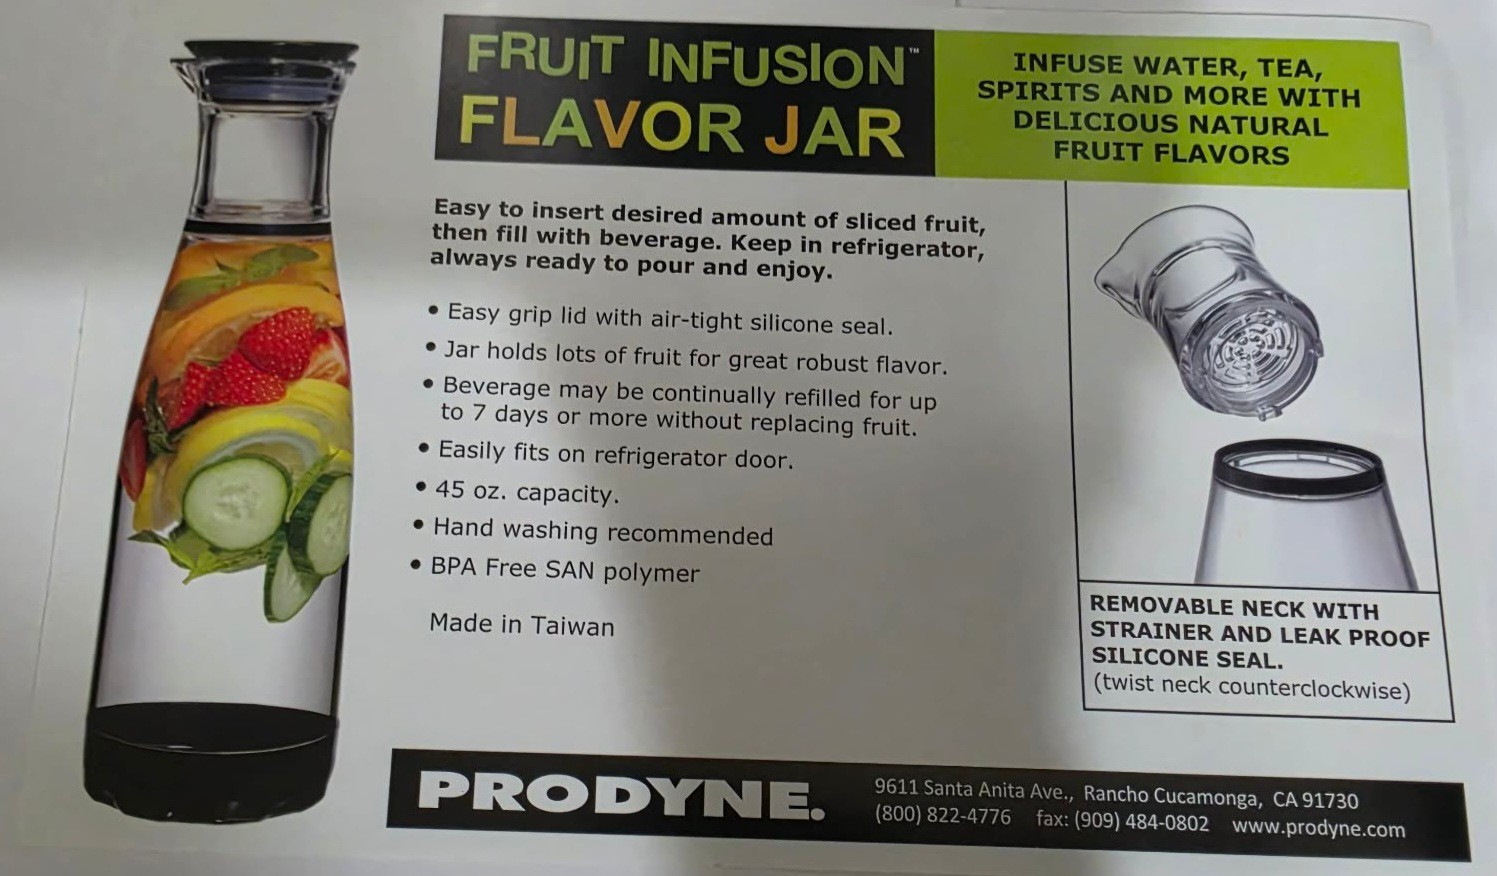 FRUIT INFUSION™
FLAVOR JAR
INFUSE WATER, TEA,
SPIRITS AND MORE WITH
DELICIOUS NATURAL
FRUIT FLAVORS
Easy to insert desired amount of sliced fruit,
then fill with beverage. Keep in refrigerator,
always ready to pour and enjoy.
• Easy grip lid with air-tight silicone seal.
• Jar holds lots of fruit for great robust flavor.
• Beverage may be continually refilled for up
to 7 days or more without replacing fruit.
• Easily fits on refrigerator door.
• 45 oz. capacity.
• Hand washing recommended
• BPA Free SAN polymer
Made in Taiwan
REMOVABLE NECK WITH
STRAINER AND LEAK PROOF
SILICONE SEAL.
(twist neck counterclockwise)
PRODYNE.
9611 Santa Anita Ave., Rancho Cucamonga, CA 91730
(800) 822-4776 fax: (909) 484-0802 www.prodyne.com